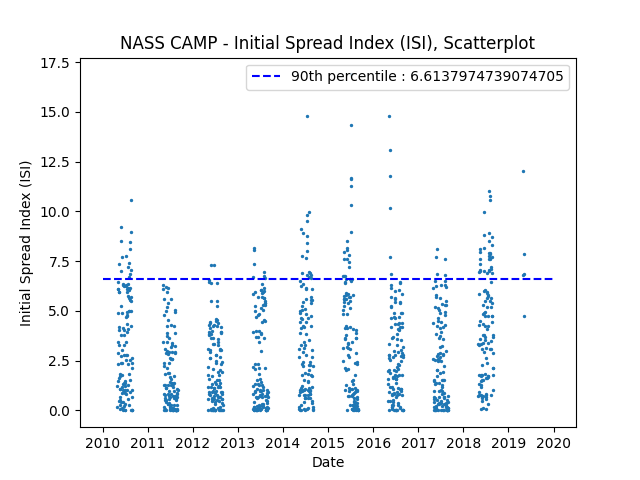 NASS CAMP - Initial Spread Index (ISI), Scatterplot
90th percentile : 6.6137974739074705
Initial Spread Index (ISI)
17.5
15.0
12.5
10.0
7.5
5.0
2.5
0.0
2010 2011 2012 2013 2014 2015 2016 2017 2018 2019 2020
Date